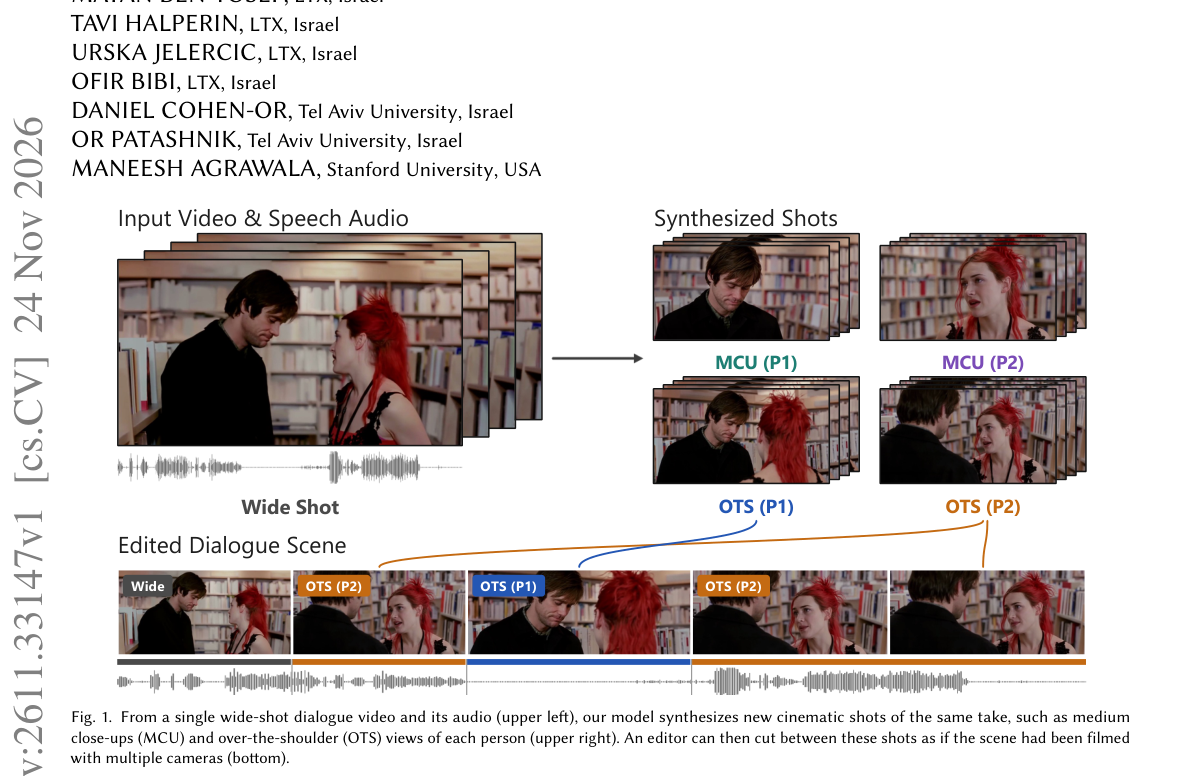 TAVI HALPERIN, LTX, Israel
URSKA JELERCIC, LTX, Israel
OFIR BIBI, LTX, Israel
DANIEL COHEN-OR, Tel Aviv University, Israel
OR PATASHNIK, Tel Aviv University, Israel
MANEESH AGRAWALA, Stanford University, USA
v:2611.33147v1 [cs.CV] 24 Nov 2026
Input Video & Speech Audio
Synthesized Shots
MCU (P1)
MCU (P2)
Wide Shot
OTS (P1)
OTS (P2)
Edited Dialogue Scene
Wide
OTS (P2)
OTS (P1)
OTS (P2)
Fig. 1. From a single wide-shot dialogue video and its audio (upper left), our model synthesizes new cinematic shots of the same take, such as medium
close-ups (MCU) and over-the-shoulder (OTS) views of each person (upper right). An editor can then cut between these shots as if the scene had been filmed
with multiple cameras (bottom).